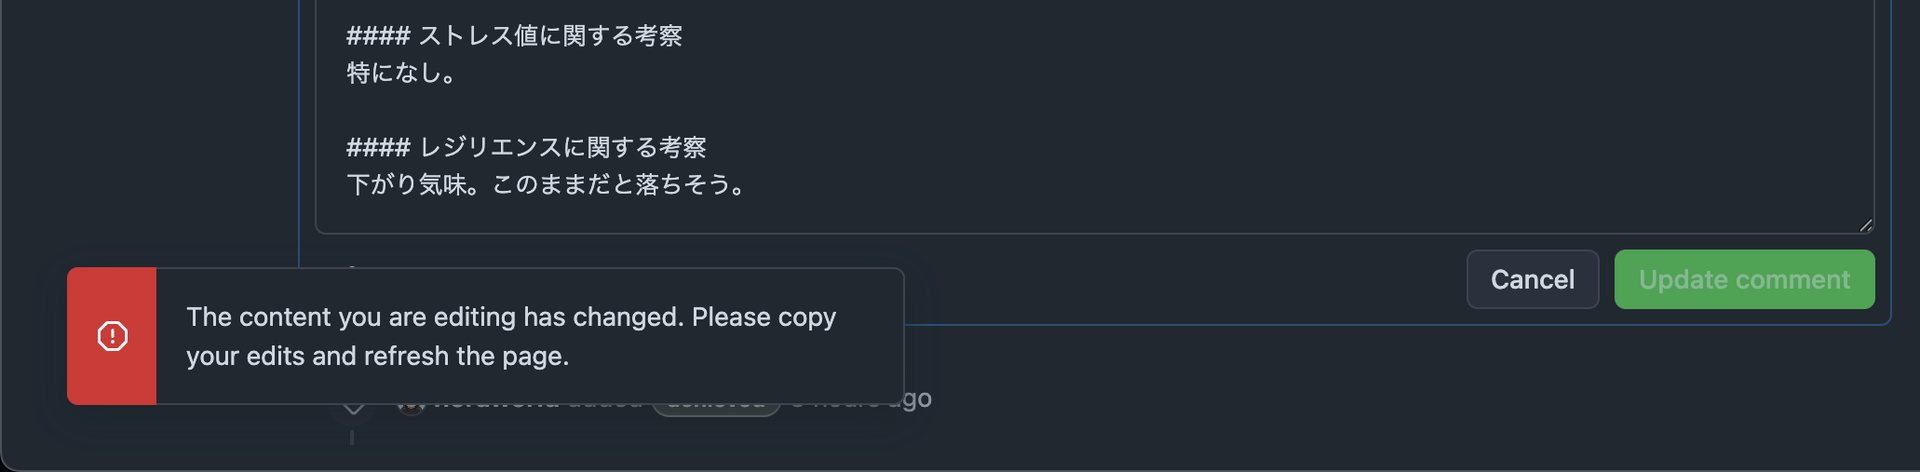 #### ストレス値に関する考察
特になし。
#### レジリエンスに関する考察
下がり気味。このままだと落ちそう。
Cancel
Update comment
The content you are editing has changed. Please copy
your edits and refresh the page.
added achieved hours ago